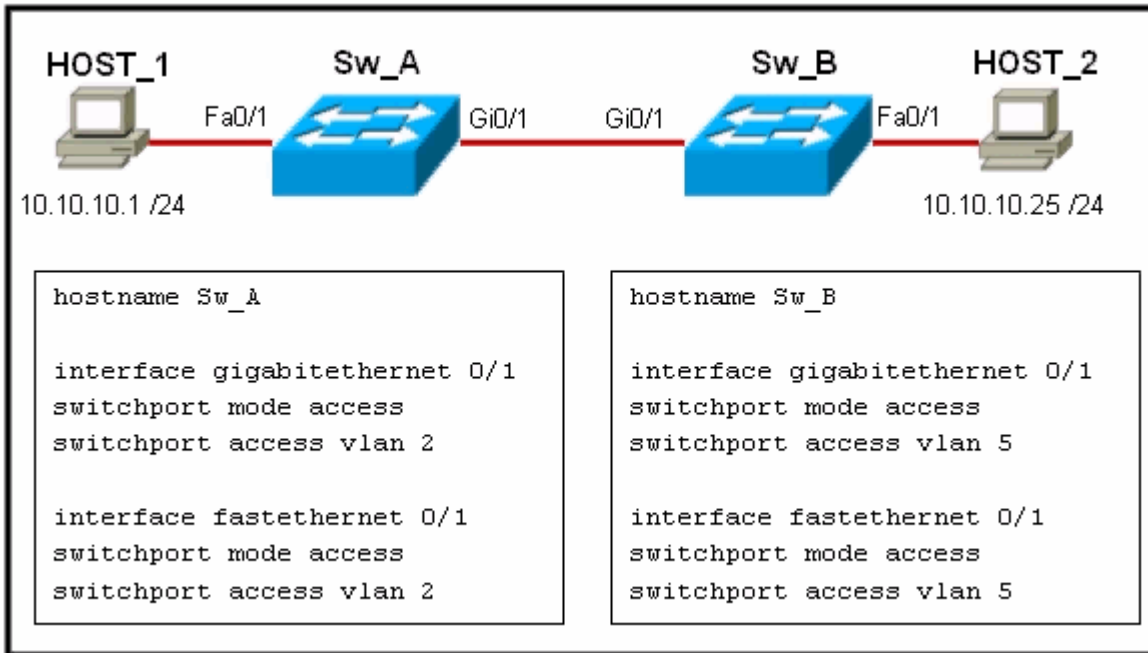 HOST_1
Sw_A
Sw_B
HOST_2
Fa0/1
Gi0/1
Gi0/1
Fa0/1
10.10.10.1 /24
10.10.10.25 /24
hostname Sw_A
interface gigabitethernet 0/1
switchport mode access
switchport access vlan 2
interface fastethernet 0/1
switchport mode access
switchport access vlan 2
hostname Sw_B
interface gigabitethernet 0/1
switchport mode access
switchport access vlan 5
interface fastethernet 0/1
switchport mode access
switchport access vlan 5